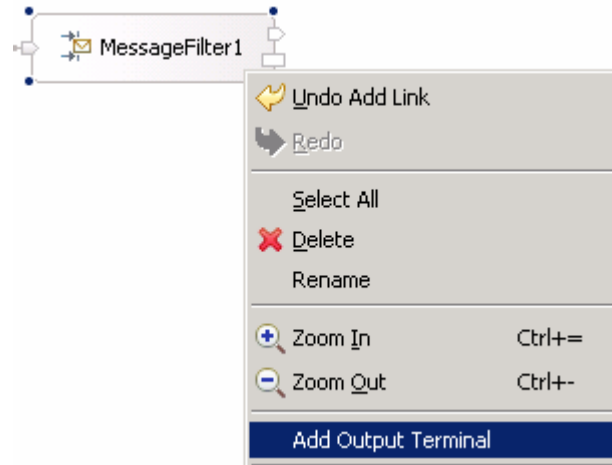 MessageFilter1
Undo Add Link
Redo
Select All
Delete
Rename
Zoom In Ctrl+=
Zoom Out Ctrl+-
Add Output Terminal